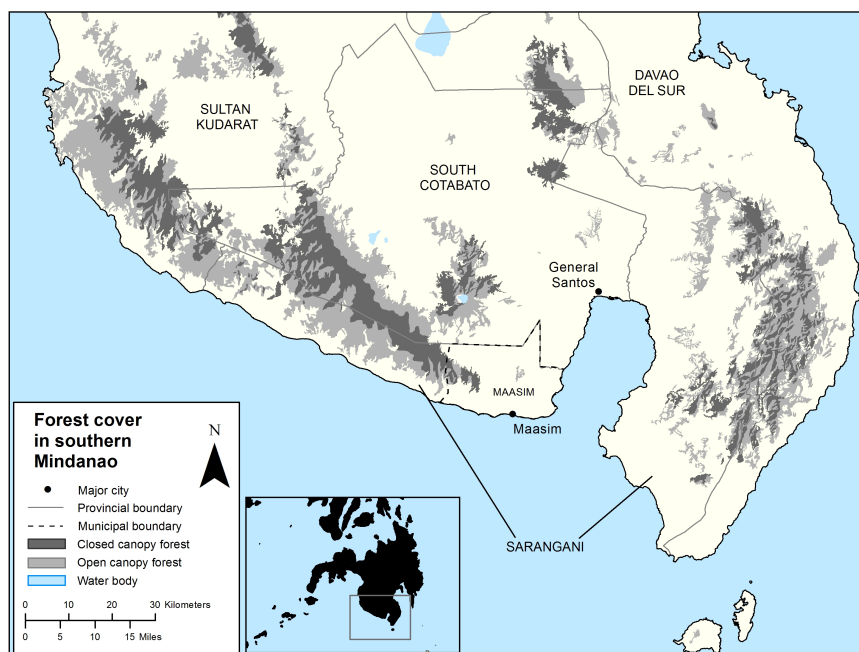 DAVAO
DEL SUR
SULTAN
KUDARAT
SOUTH
COTABATO
General
Santos
MAASIM
Maasim
SARANGANI
Forest cover
in southern
Mindanao
N
Major city
Provincial boundary
Municipal boundary
Closed canopy forest
Open canopy forest
Water body
0 10 20 30 Kilometers
0 5 10 15 Miles